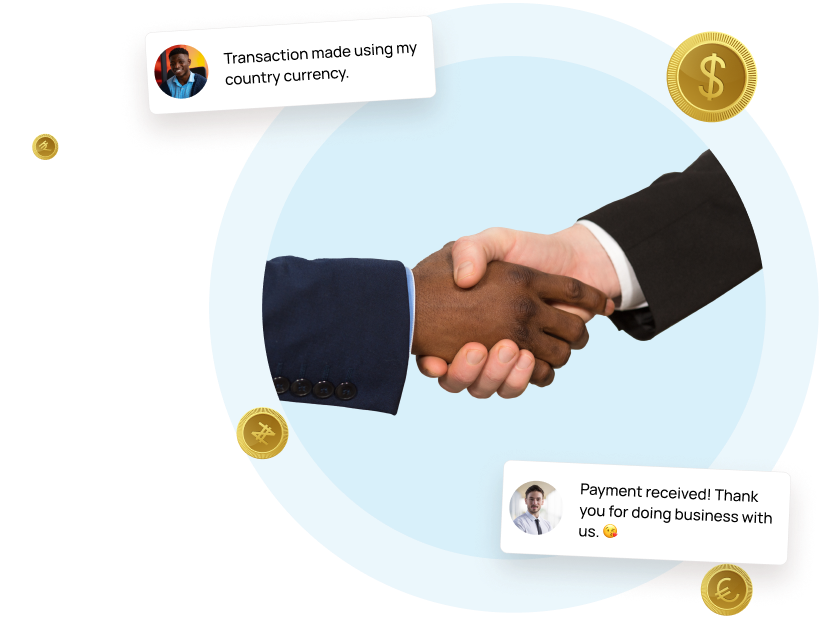 Transaction made using my
country currency.
$
₦
Payment received! Thank
you for doing business with
us. 😘
€